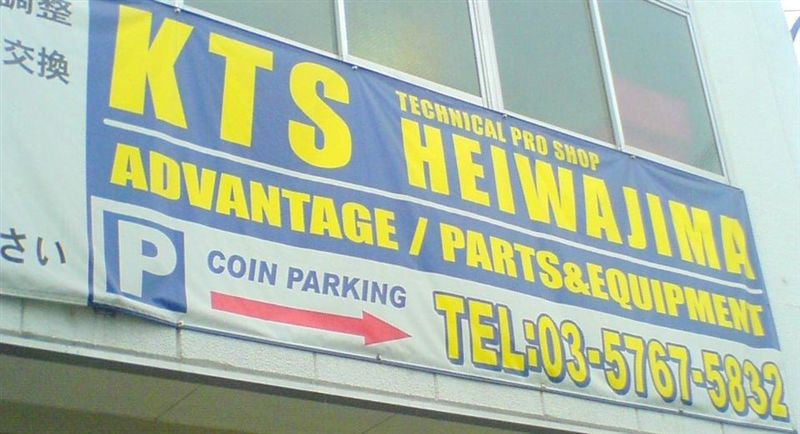 調整
交換
さい
KTS
TECHNICAL PRO SHOP
HEIWAJIMA
ADVANTAGE / PARTS&EQUIPMENT
P
COIN PARKING
TEL:03-5767-5832